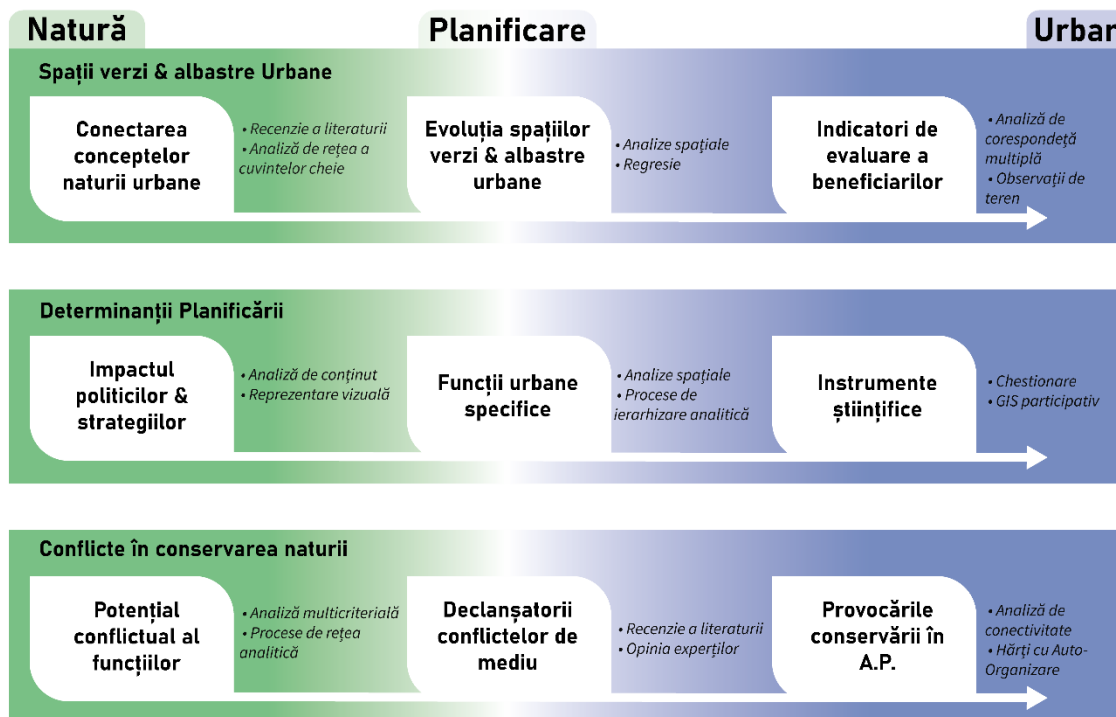 Natură
Planificare
Urban
Spații verzi & albastre Urbane
Conectarea
conceptelor
naturii urbane
• Recenzie a literaturii
• Analiză de rețea a
cuvintelor cheie
Evoluția spațiilor
verzi & albastre
urbane
• Analize spațiale
• Regresie
Indicatori de
evaluare a
beneficiarilor
• Analiză de
corespondeță
multiplă
• Observații de
teren
Determinanții Planificării
Impactul
politicilor &
strategiilor
• Analiză de conținut
• Reprezentare vizuală
Funcții urbane
specifice
• Analize spațiale
• Procese de
ierarhizare analitică
Instrumente
științifice
• Chestionare
• GIS participativ
Conflicte în conservarea naturii
Potențial
conflictual al
funcțiilor
• Analiză multicriterială
• Procese de rețea
analitică
Declanșatorii
conflictelor de
mediu
• Recenzie a literaturii
• Opinia experților
Provocările
conservării în
A.P.
• Analiză de
conectivitate
• Hărți cu Auto-
Organizare